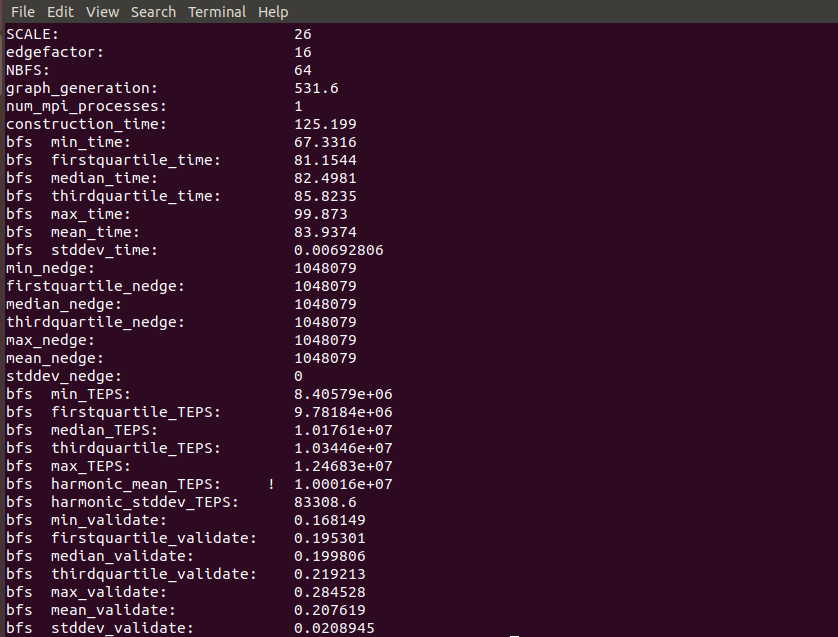 File Edit View Search Terminal Help
SCALE: 26
edgefactor: 16
NBFS: 64
graph_generation: 531.6
num_mpi_processes: 1
construction_time: 125.199
bfs min_time: 67.3316
bfs firstquartile_time: 81.1544
bfs median_time: 82.4981
bfs thirdquartile_time: 85.8235
bfs max_time: 99.873
bfs mean_time: 83.9374
bfs stddev_time: 0.00692806
min_nedge: 1048079
firstquartile_nedge: 1048079
median_nedge: 1048079
thirdquartile_nedge: 1048079
max_nedge: 1048079
mean_nedge: 1048079
stddev_nedge: 0
bfs min_TEPS: 8.40579e+06
bfs firstquartile_TEPS: 9.78184e+06
bfs median_TEPS: 1.01761e+07
bfs thirdquartile_TEPS: 1.03446e+07
bfs max_TEPS: 1.24683e+07
bfs harmonic_mean_TEPS: ! 1.00016e+07
bfs harmonic_stddev_TEPS: 83308.6
bfs min_validate: 0.168149
bfs firstquartile_validate: 0.195301
bfs median_validate: 0.199806
bfs thirdquartile_validate: 0.219213
bfs max_validate: 0.284528
bfs mean_validate: 0.207619
bfs stddev_validate: 0.0208945